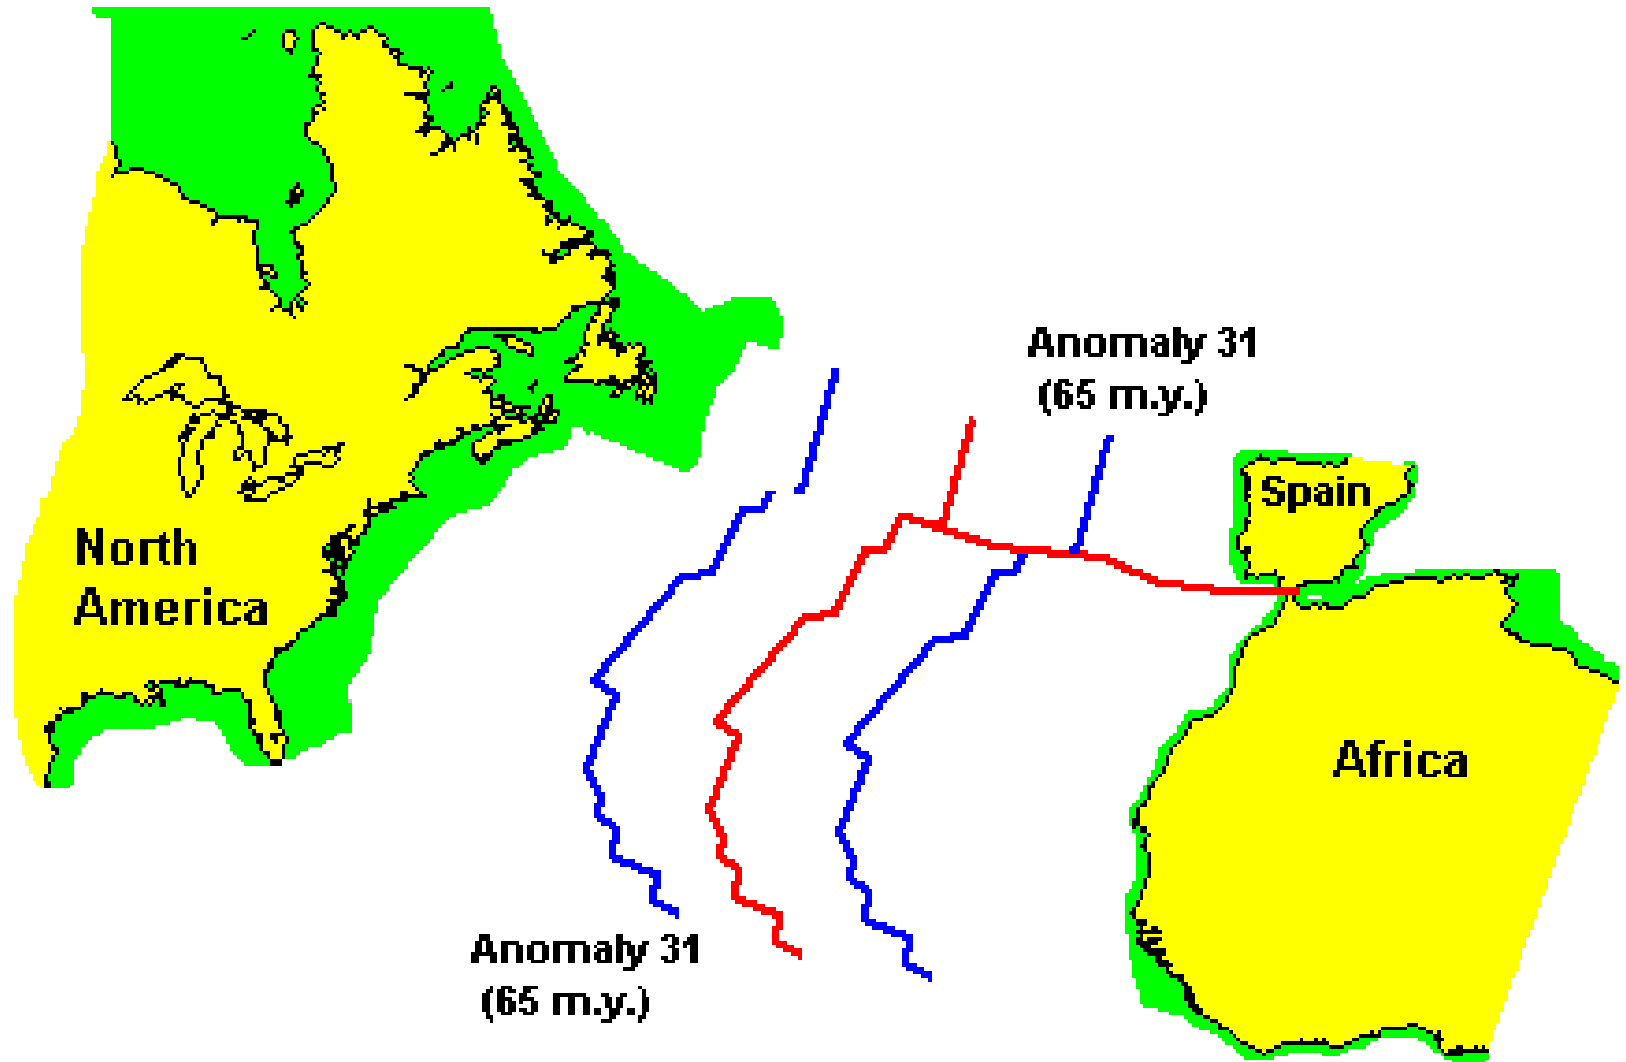 Anomaly 31
(65 m.y.)
Spain
North
America
Africa
Anomaly 31
(65 m.y.)